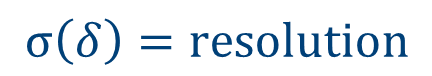 σ(δ) = resolution